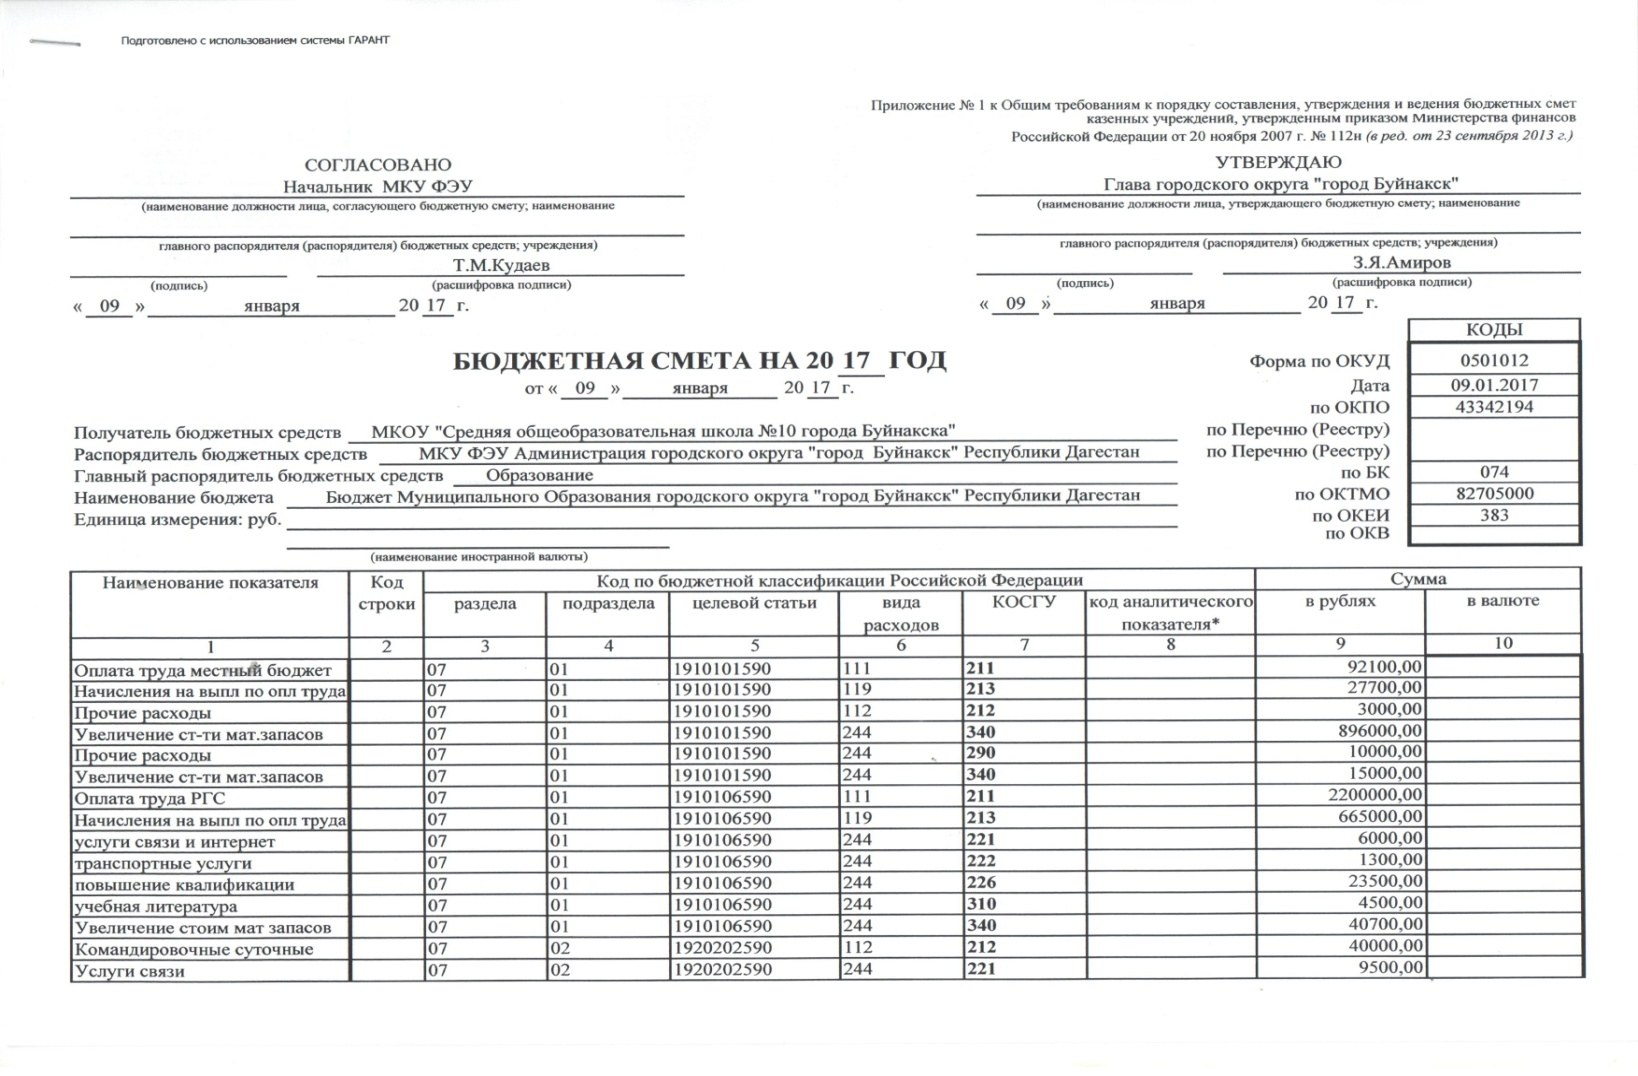 Подготовлено с использованием системы ГАРАНТ
Приложение № 1 к Общим требованиям к порядку составления, утверждения и ведения бюджетных смет
казенных учреждений, утвержденным приказом Министерства финансов
Российской Федерации от 20 ноября 2007 г. № 112н (в ред. от 23 сентября 2013 г.)
СОГЛАСОВАНО
Начальник МКУ ФЭУ
(наименование должности лица, согласующего бюджетную смету; наименование
главного распорядителя (распорядителя) бюджетных средств; учреждения)
Т.М.Кудаев
(подпись) (расшифровка подписи)
« 09 » января 20 17 г.
УТВЕРЖДАЮ
Глава городского округа "город Буйнакск"
(наименование должности лица, утверждающего бюджетную смету; наименование
главного распорядителя (распорядителя) бюджетных средств; учреждения)
З.Я.Амиров
(подпись) (расшифровка подписи)
« 09 » января 20 17 г.
БЮДЖЕТНАЯ СМЕТА НА 20 17 ГОД
от « 09 » января 20 17 г.
КОДЫ
Форма по ОКУД 0501012
Дата 09.01.2017
по ОКПО 43342194
Получатель бюджетных средств МКОУ "Средняя общеобразовательная школа №10 города Буйнакска" по Перечню (Реестру)
Распорядитель бюджетных средств МКУ ФЭУ Администрация городского округа "город Буйнакск" Республики Дагестан по Перечню (Реестру)
Главный распорядитель бюджетных средств Образование по БК 074
Наименование бюджета Бюджет Муниципального Образования городского округа "город Буйнакск" Республики Дагестан по ОКТМО 82705000
Единица измерения: руб. по ОКЕИ 383
по ОКВ
(наименование иностранной валюты)
Наименование показателя Код строки Код по бюджетной классификации Российской Федерации Сумма
раздела подраздела целевой статьи вида расходов КОСГУ код аналитического показателя* в рублях в валюте
1 2 3 4 5 6 7 8 9 10
Оплата труда местный бюджет 07 01 1910101590 111 211 92100,00
Начисления на выпл по опл труда 07 01 1910101590 119 213 27700,00
Прочие расходы 07 01 1910101590 112 212 3000,00
Увеличение ст-ти мат.запасов 07 01 1910101590 244 340 896000,00
Прочие расходы 07 01 1910101590 244 290 10000,00
Увеличение ст-ти мат.запасов 07 01 1910101590 244 340 15000,00
Оплата труда РГС 07 01 1910106590 111 211 2200000,00
Начисления на выпл по опл труда 07 01 1910106590 119 213 665000,00
услуги связи и интернет 07 01 1910106590 244 221 6000,00
транспортные услуги 07 01 1910106590 244 222 1300,00
повышение квалификации 07 01 1910106590 244 226 23500,00
учебная литература 07 01 1910106590 244 310 4500,00
Увеличение стоим мат запасов 07 01 1910106590 244 340 40700,00
Командировочные суточные 07 02 1920202590 112 212 40000,00
Услуги связи 07 02 1920202590 244 221 9500,00